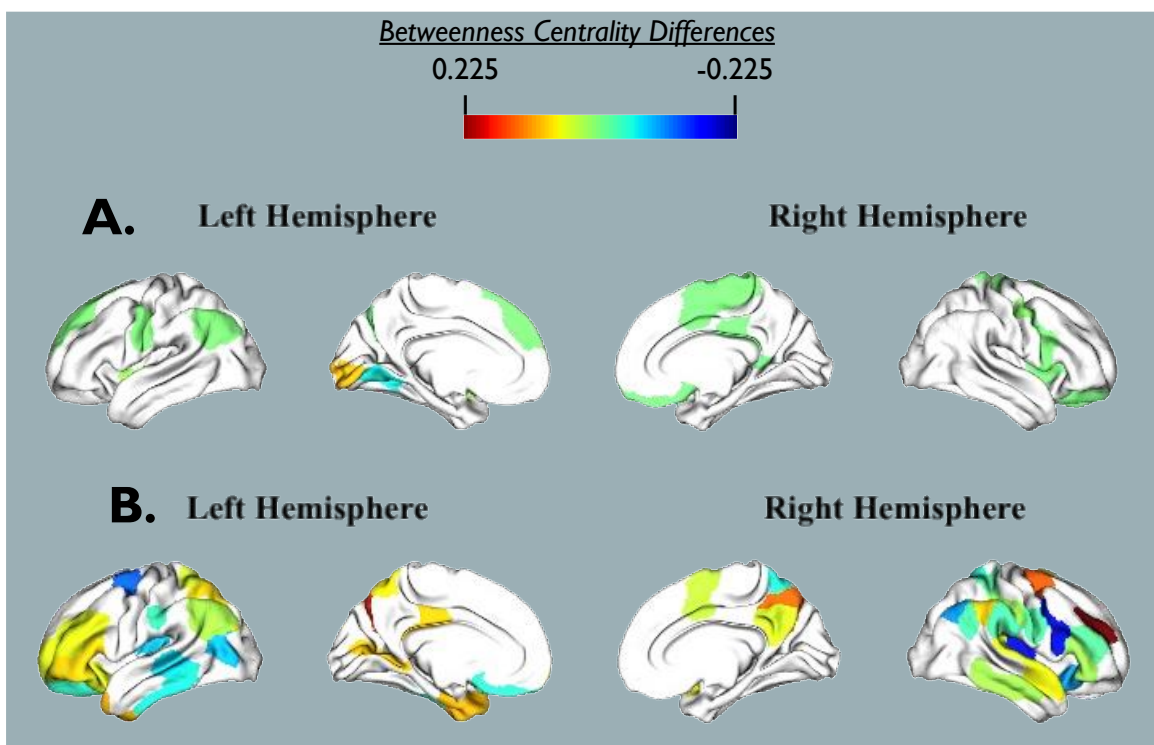 Betweenness Centrality Differences
0.225 -0.225
A. Left Hemisphere Right Hemisphere
B. Left Hemisphere Right Hemisphere